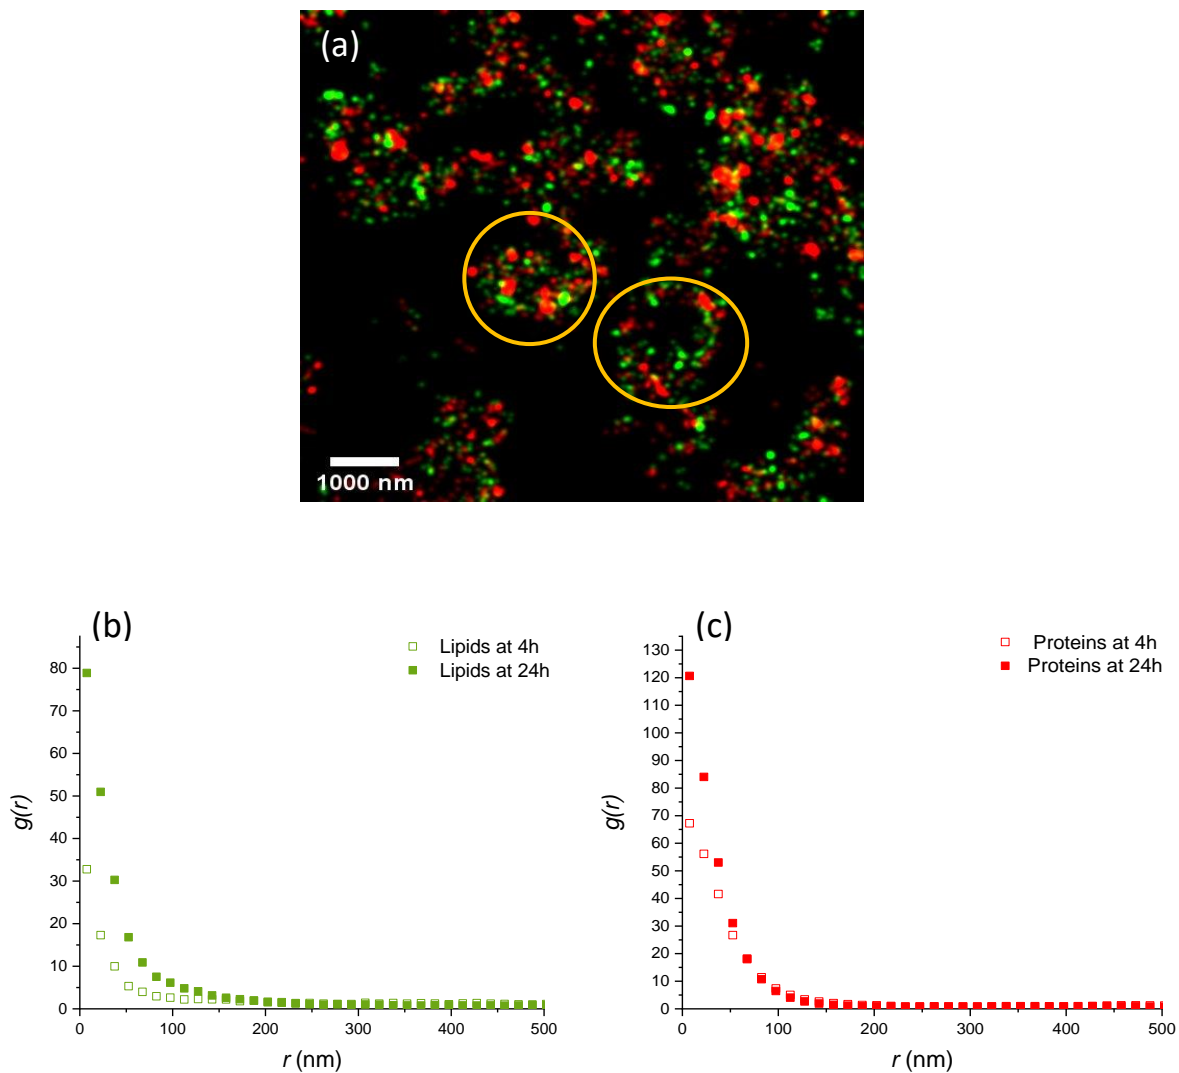 (a)
1000 nm
(b)
Lipids at 4h
Lipids at 24h
80
70
60
50
40
30
20
10
0
g(r)
0 100 200 300 400 500
r (nm)
(c)
Proteins at 4h
Proteins at 24h
130
120
110
100
90
80
70
60
50
40
30
20
10
0
g(r)
0 100 200 300 400 500
r (nm)